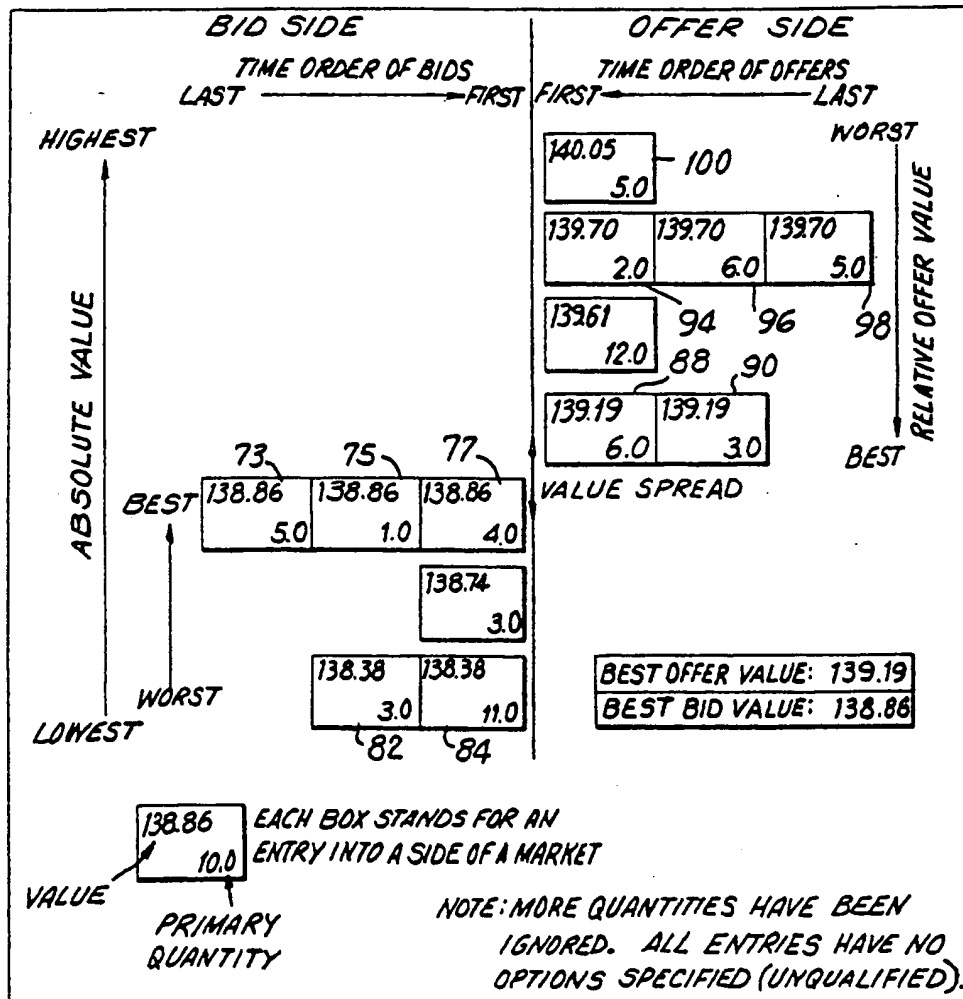 BID SIDE
OFFER SIDE
TIME ORDER OF BIDS
LAST FIRST
TIME ORDER OF OFFERS
FIRST LAST
HIGHEST
WORST
140.05
5.0
100
139.70 139.70 139.70
2.0 6.0 5.0
94 96 98
139.61
12.0
88 90
139.19 139.19
6.0 3.0
RELATIVE OFFER VALUE
BEST
ABSOLUTE VALUE
73 75 77
BEST
138.86 138.86 138.86
5.0 1.0 4.0
VALUE SPREAD
138.74
3.0
138.38 138.38
3.0 11.0
WORST
LOWEST
82 84
BEST OFFER VALUE: 139.19
BEST BID VALUE: 138.86
138.86
10.0
EACH BOX STANDS FOR AN
ENTRY INTO A SIDE OF A MARKET
VALUE
PRIMARY
QUANTITY
NOTE: MORE QUANTITIES HAVE BEEN
IGNORED. ALL ENTRIES HAVE NO
OPTIONS SPECIFIED (UNQUALIFIED).